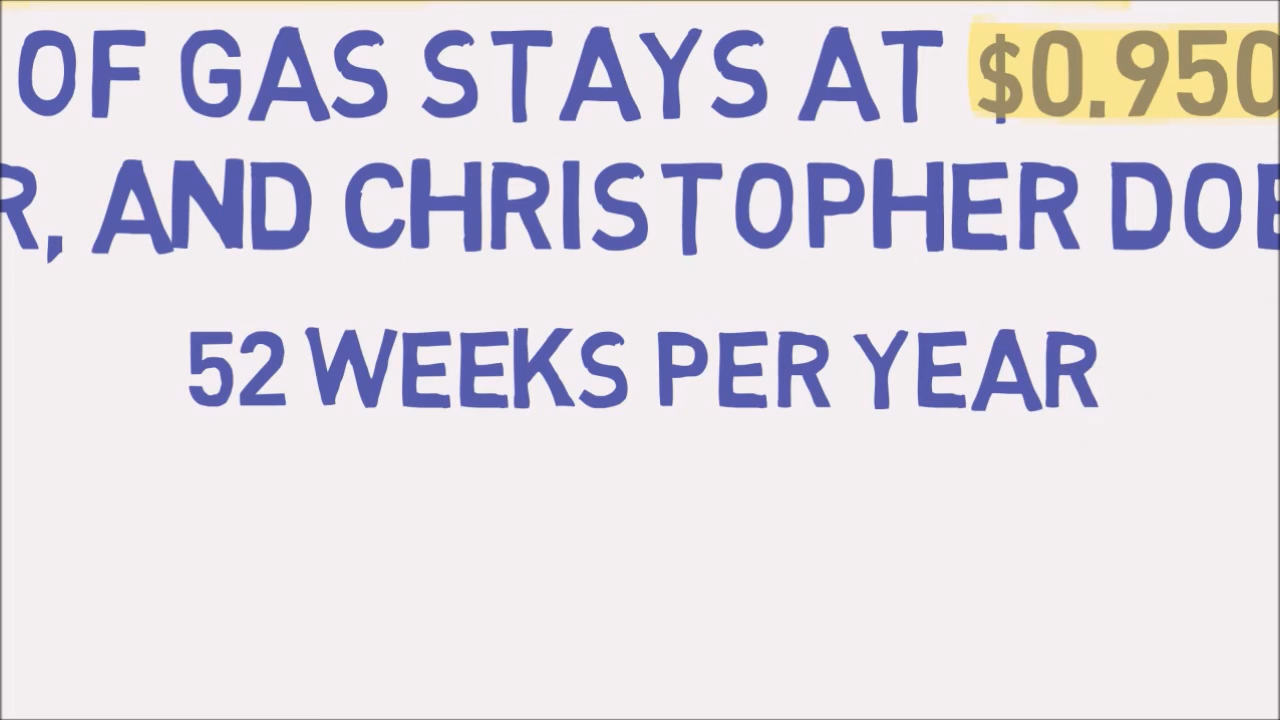 OF GAS STAYS AT $0.950
R, AND CHRISTOPHER DOE
52 WEEKS PER YEAR